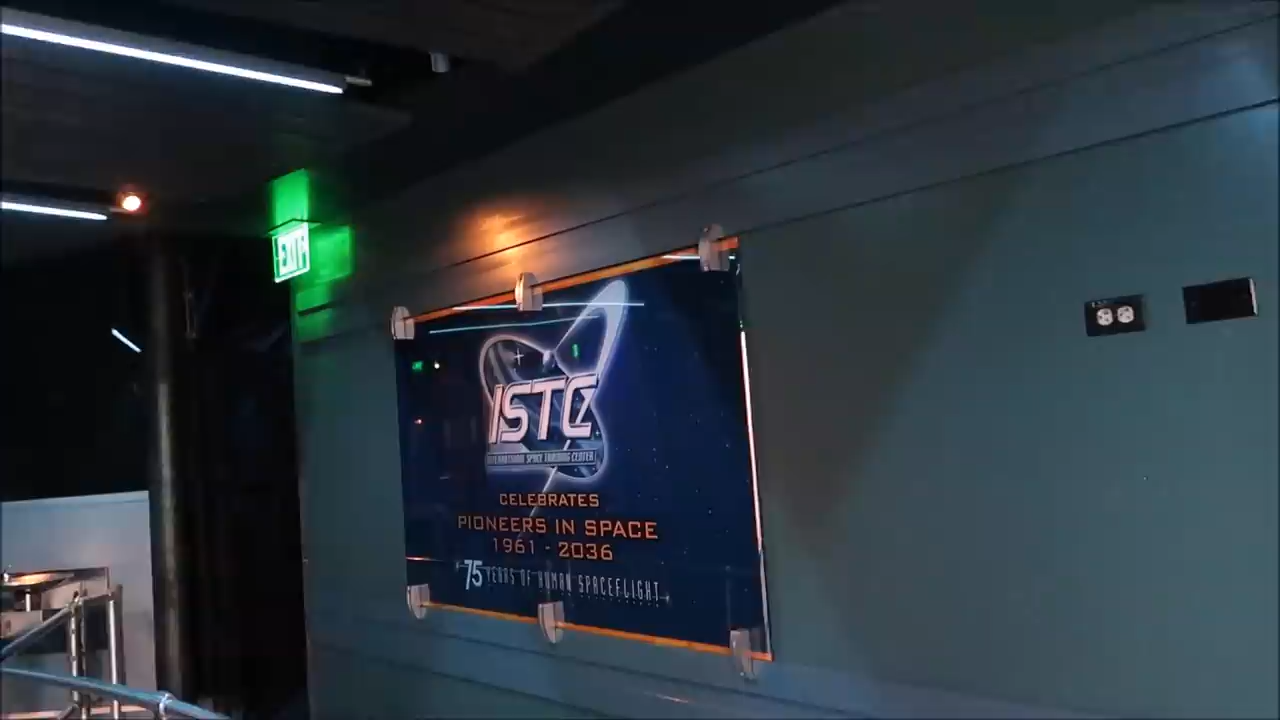 EXIT
ISTC
INTERNATIONAL SPACE TRAINING CENTER
CELEBRATES
PIONEERS IN SPACE
1961 - 2036
75 YEARS OF HUMAN SPACEFLIGHT